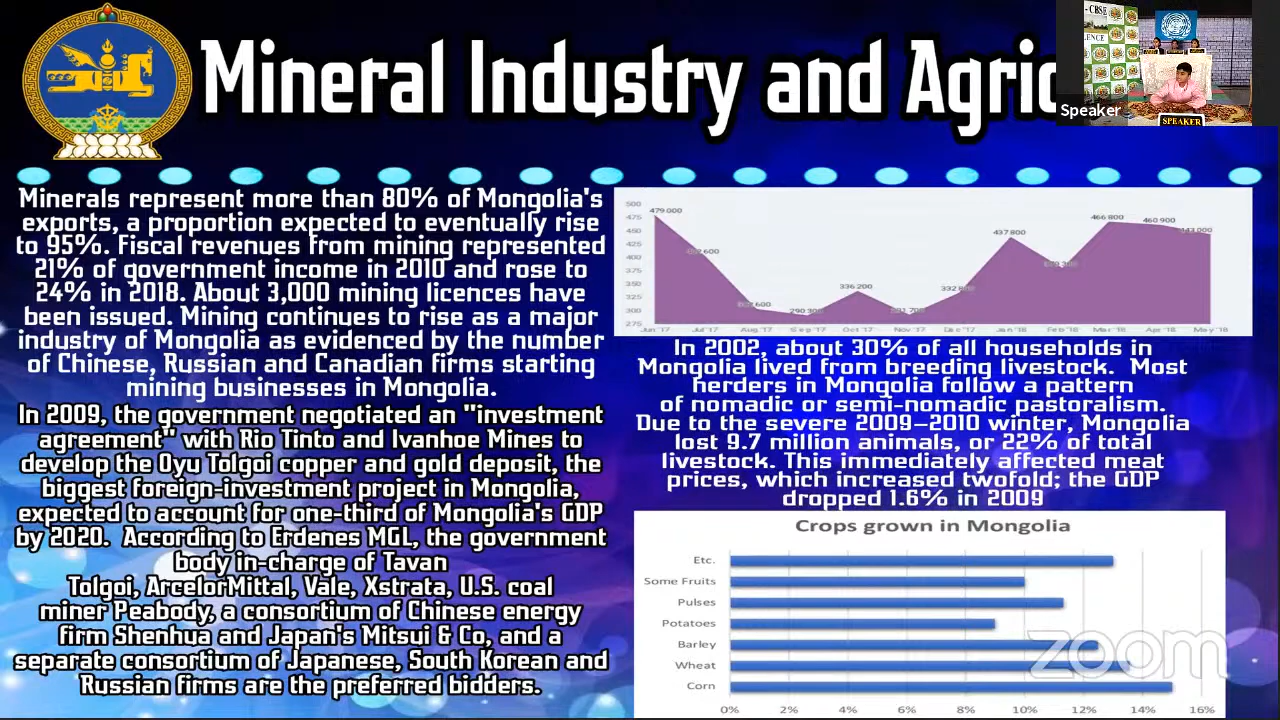 Mineral Industry and Agric
- CBSE
LENCE
Speaker
SPEAKER
Minerals represent more than 80% of Mongolia's
exports, a proportion expected to eventually rise
to 95%. Fiscal revenues from mining represented
21% of government income in 2010 and rose to
24% in 2018. About 3,000 mining licences have
been issued. Mining continues to rise as a major
industry of Mongolia as evidenced by the number
of Chinese, Russian and Canadian firms starting
mining businesses in Mongolia.
In 2009, the government negotiated an "investment
agreement" with Rio Tinto and Ivanhoe Mines to
develop the Oyu Tolgoi copper and gold deposit, the
biggest foreign-investment project in Mongolia,
expected to account for one-third of Mongolia's GDP
by 2020. According to Erdenes MGL, the government
body in-charge of Tavan
Tolgoi, ArcelorMittal, Vale, Xstrata, U.S. coal
miner Peabody, a consortium of Chinese energy
firm Shenhua and Japan's Mitsui & Co, and a
separate consortium of Japanese, South Korean and
Russian firms are the preferred bidders.
500
475
450
425
400
375
350
325
300
275
479 000
336 200
437 800
466 800
460 900
Jun '17 Jul '17 Aug '17 Sep '17 Oct '17 Nov '17 Dec '17 Jan '18 Feb '18 Mar '18 Apr '18 May '18
In 2002, about 30% of all households in
Mongolia lived from breeding livestock. Most
herders in Mongolia follow a pattern
of nomadic or semi-nomadic pastoralism.
Due to the severe 2009–2010 winter, Mongolia
lost 9.7 million animals, or 22% of total
livestock. This immediately affected meat
prices, which increased twofold; the GDP
dropped 1.6% in 2009
Crops grown in Mongolia
Etc.
Some Fruits
Pulses
Potatoes
Barley
Wheat
Corn
0% 2% 4% 6% 8% 10% 12% 14% 16%
zoom